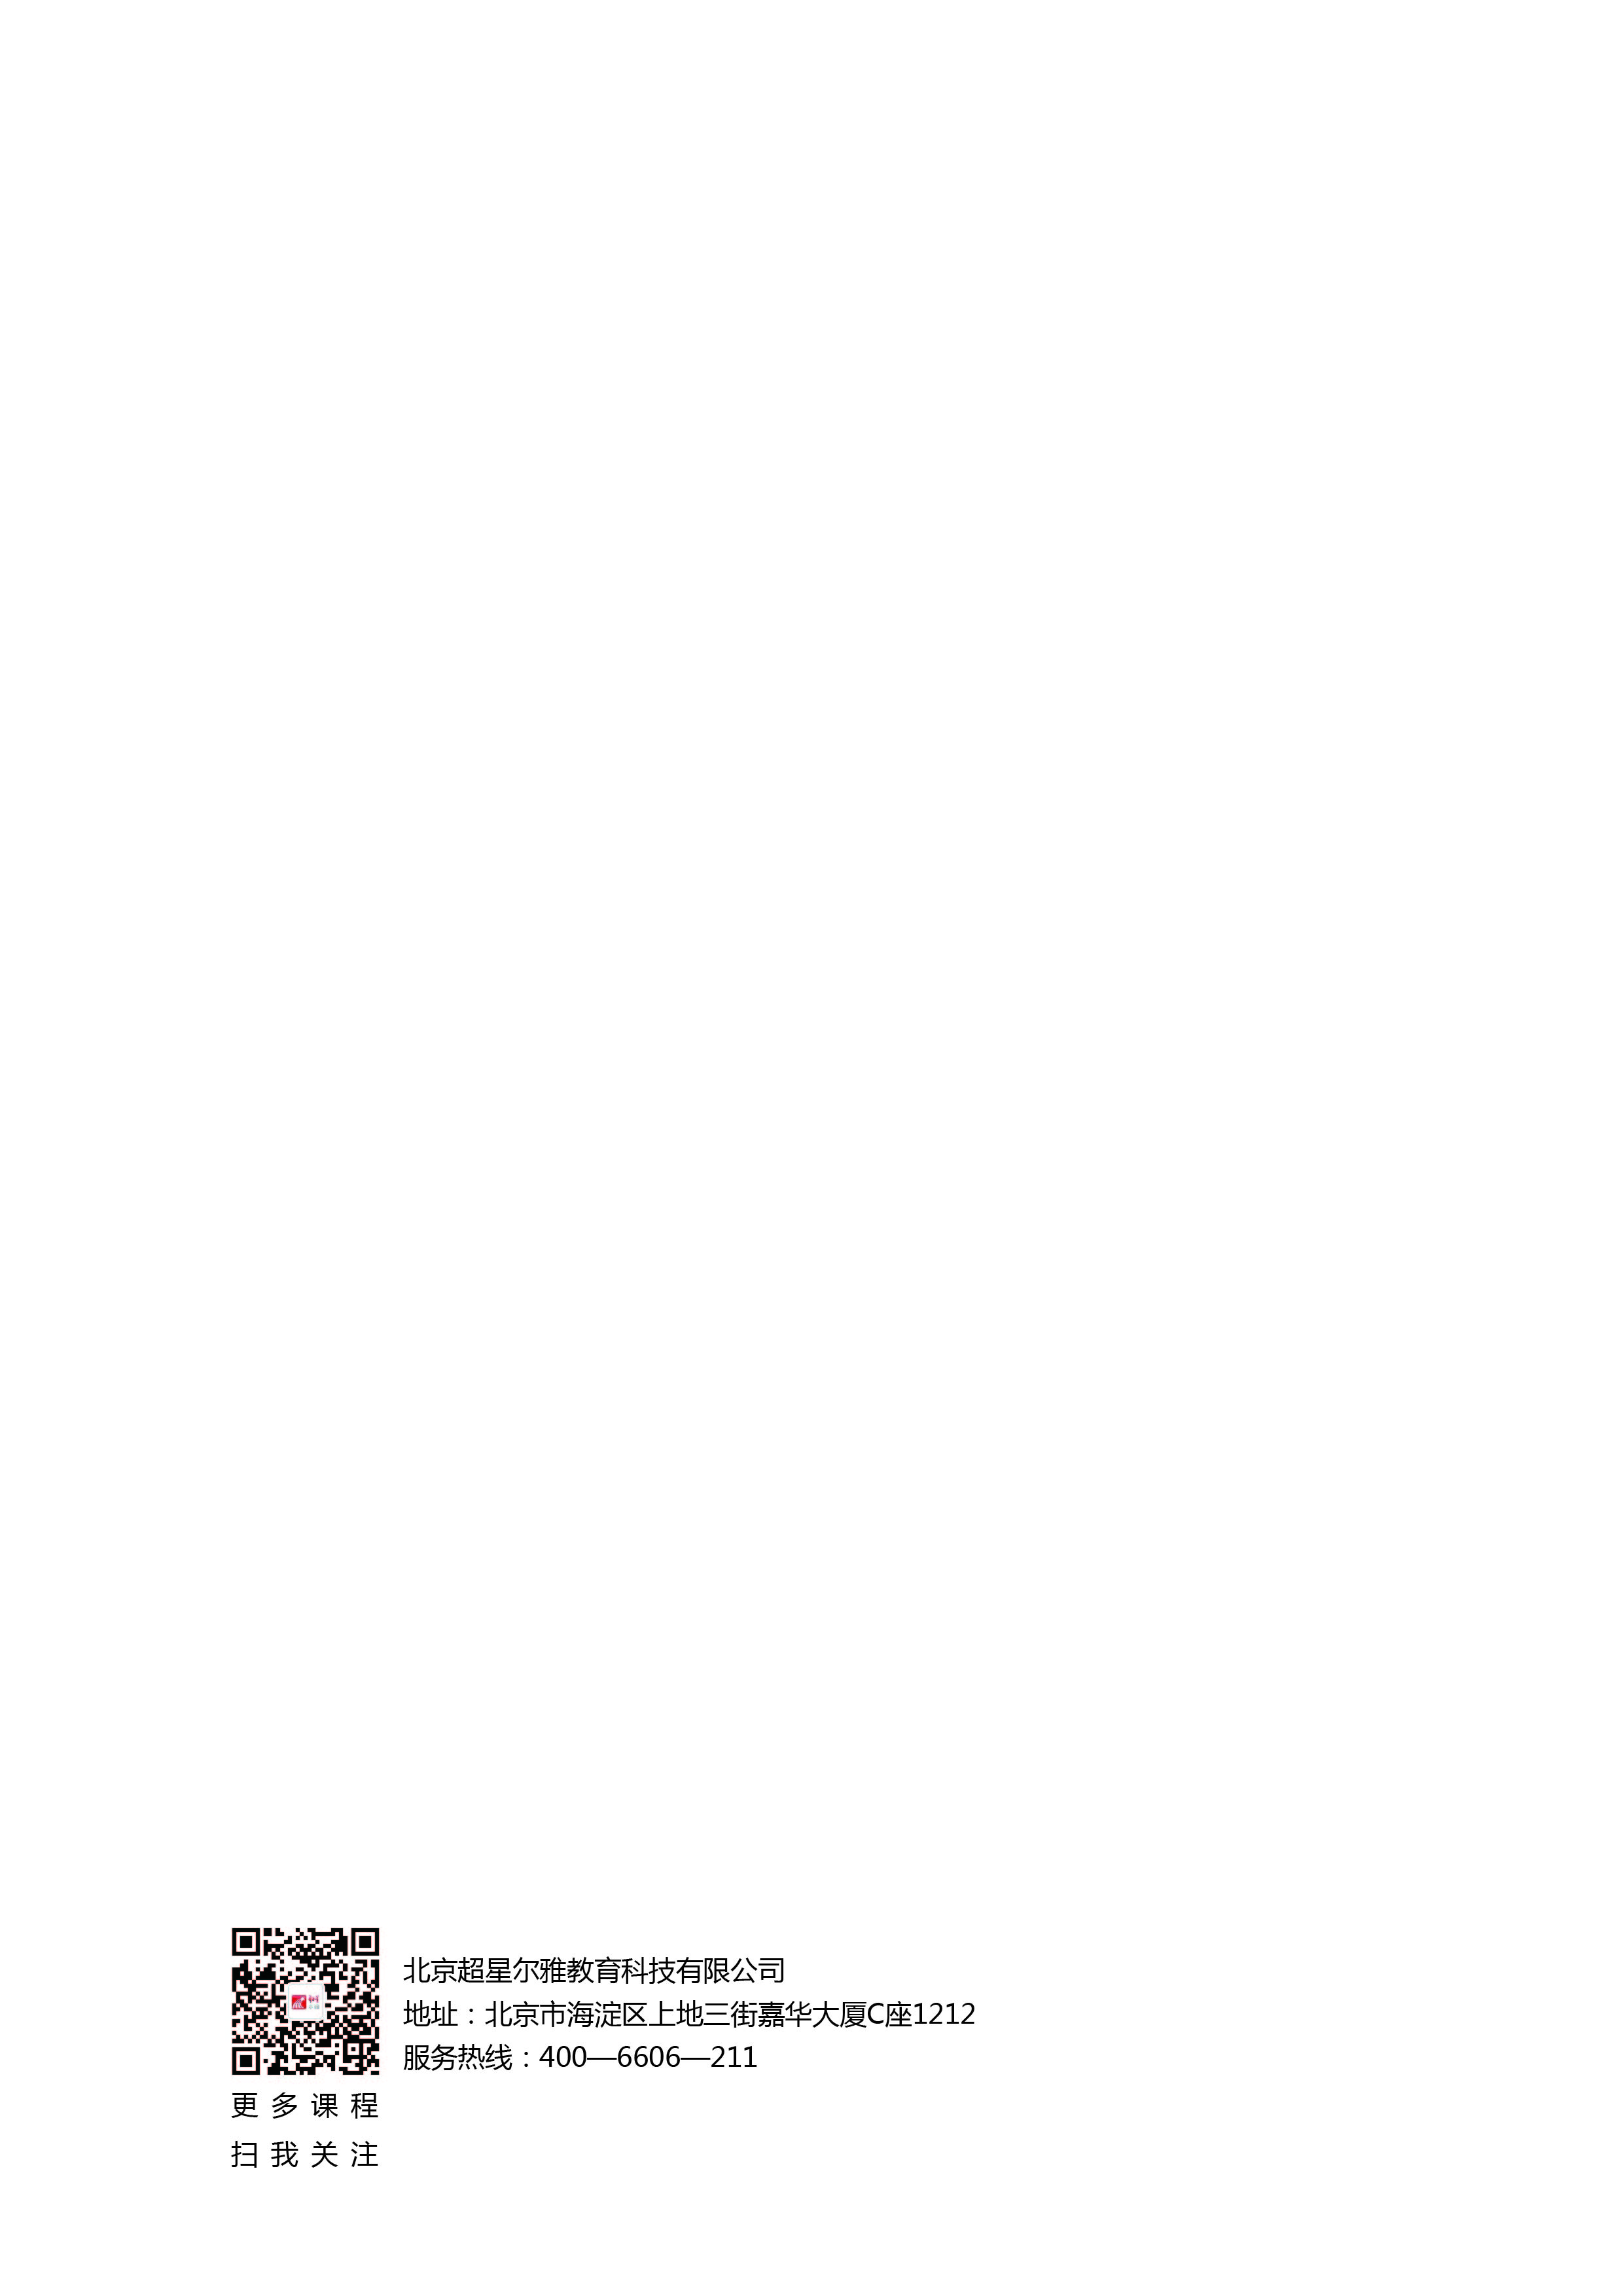 北京超星尔雅教育科技有限公司
地址：北京市海淀区上地三街嘉华大厦C座1212
服务热线：400—6606—211
更多课程
扫我关注